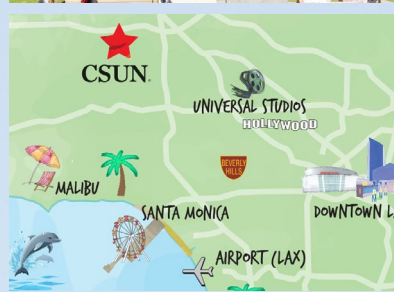 CSUN
UNIVERSAL STUDIOS
HOLLYWOOD
BEVERLY
HILLS
MALIBU
SANTA MONICA
DOWNTOWN L
AIRPORT (LAX)